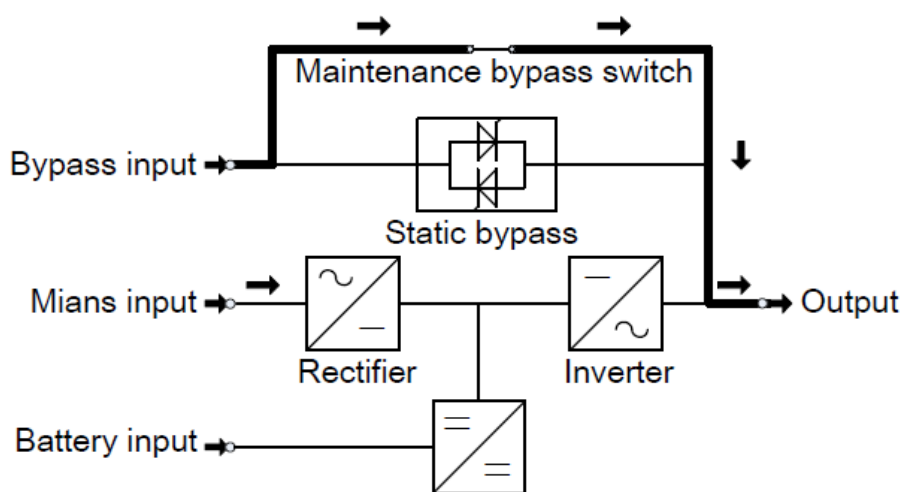 Maintenance bypass switch
Bypass input
Static bypass
Mians input
Output
Rectifier
Inverter
Battery input